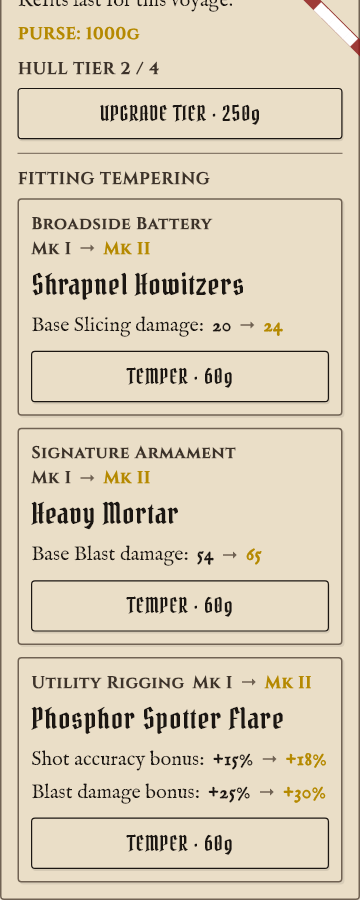 Refits last for this voyage.
PURSE: 1000G
HULL TIER 2 / 4
UPGRADE TIER · 250g
FITTING TEMPERING
BROADSIDE BATTERY
MK I → MK II
Shrapnel Howitzers
Base Slicing damage: 20 → 24
TEMPER · 60g
SIGNATURE ARMAMENT
MK I → MK II
Heavy Mortar
Base Blast damage: 54 → 65
TEMPER · 60g
UTILITY RIGGING MK I → MK II
Phosphor Spotter Flare
Shot accuracy bonus: +15% → +18%
Blast damage bonus: +25% → +30%
TEMPER · 60g